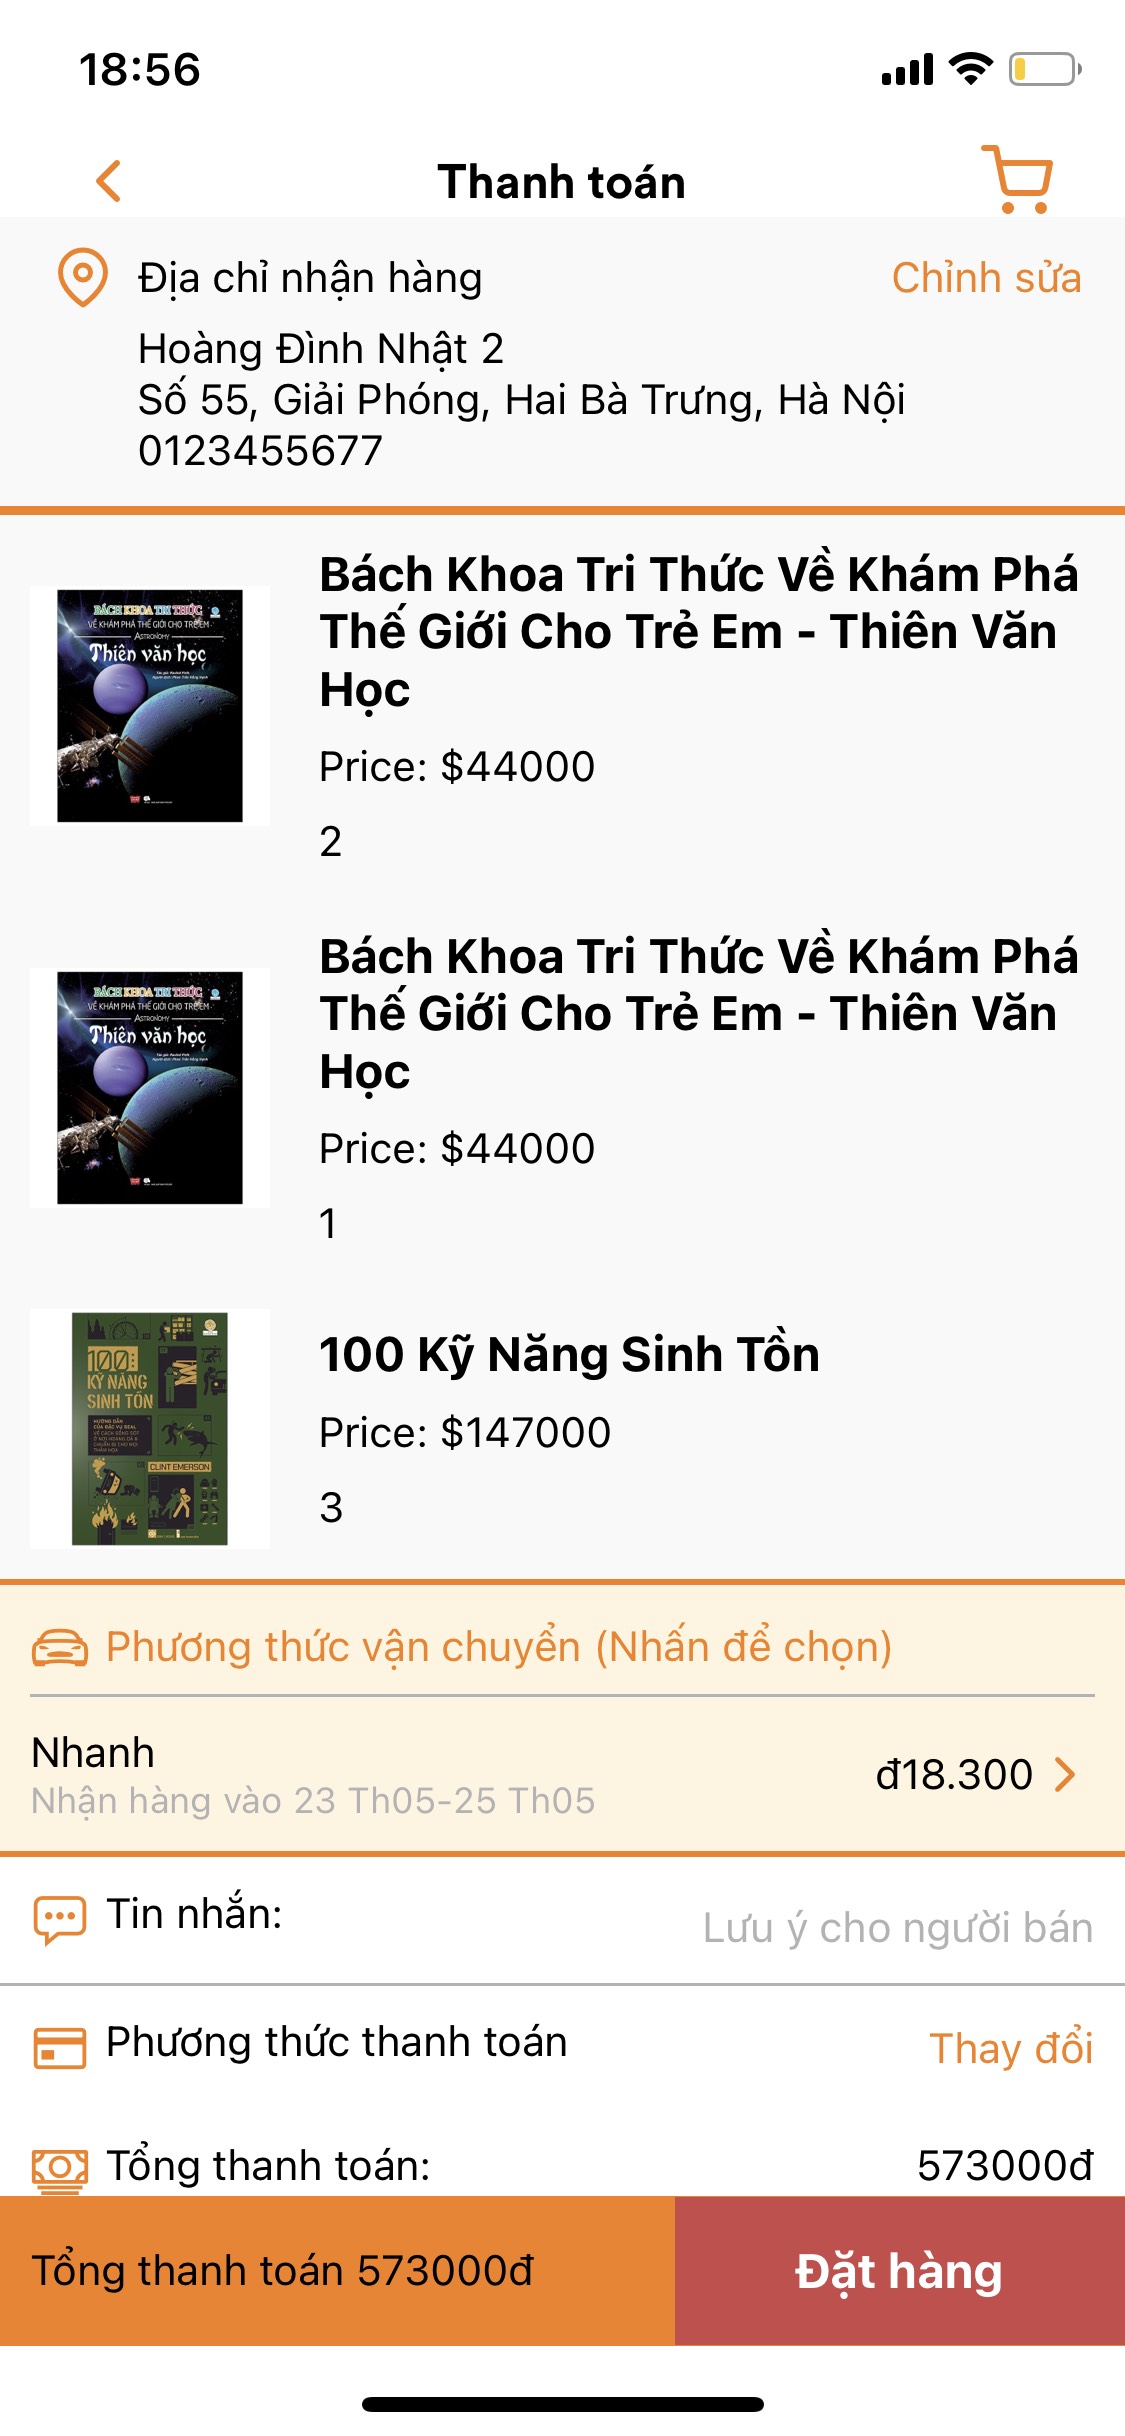 18:56
Thanh toán
Địa chỉ nhận hàng
Chỉnh sửa
Hoàng Đình Nhật 2
Số 55, Giải Phóng, Hai Bà Trưng, Hà Nội
0123455677
BÁCH KHOA TRI THỨC
VỀ KHÁM PHÁ THẾ GIỚI CHO TRẺ EM
ASTRONOMY
Thiên văn học
Bách Khoa Tri Thức Về Khám Phá
Thế Giới Cho Trẻ Em - Thiên Văn
Học
Price: $44000
2
BÁCH KHOA TRI THỨC
VỀ KHÁM PHÁ THẾ GIỚI CHO TRẺ EM
ASTRONOMY
Thiên văn học
Bách Khoa Tri Thức Về Khám Phá
Thế Giới Cho Trẻ Em - Thiên Văn
Học
Price: $44000
1
100
KỸ NĂNG
SINH TỒN
CLINT EMERSON
100 Kỹ Năng Sinh Tồn
Price: $147000
3
Phương thức vận chuyển (Nhấn để chọn)
Nhanh
Nhận hàng vào 23 Th05-25 Th05
đ18.300
Tin nhắn:
Lưu ý cho người bán
Phương thức thanh toán
Thay đổi
Tổng thanh toán:
573000đ
Tổng thanh toán 573000đ
Đặt hàng